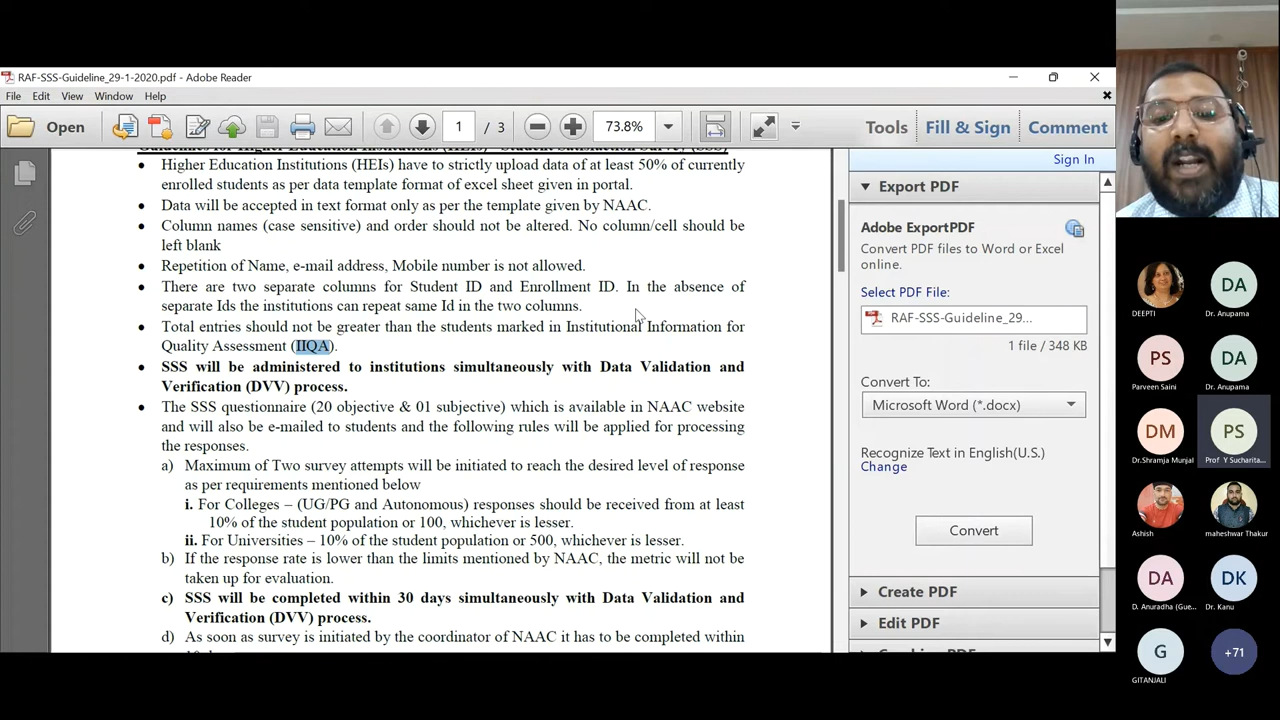 RAF-SSS-Guideline_29-1-2020.pdf - Adobe Reader
File Edit View Window Help
Open
1 / 3
73.8%
Tools Fill & Sign Comment
Sign In
Guidelines for Higher Education Institutions (HEIs) - Student Satisfaction Survey (SSS)
• Higher Education Institutions (HEIs) have to strictly upload data of at least 50% of currently
enrolled students as per data template format of excel sheet given in portal.
• Data will be accepted in text format only as per the template given by NAAC.
• Column names (case sensitive) and order should not be altered. No column/cell should be
left blank
• Repetition of Name, e-mail address, Mobile number is not allowed.
• There are two separate columns for Student ID and Enrollment ID. In the absence of
separate Ids the institutions can repeat same Id in the two columns.
• Total entries should not be greater than the students marked in Institutional Information for
Quality Assessment (IIQA).
• SSS will be administered to institutions simultaneously with Data Validation and
Verification (DVV) process.
• The SSS questionnaire (20 objective & 01 subjective) which is available in NAAC website
and will also be e-mailed to students and the following rules will be applied for processing
the responses.
a) Maximum of Two survey attempts will be initiated to reach the desired level of response
as per requirements mentioned below
i. For Colleges – (UG/PG and Autonomous) responses should be received from at least
10% of the student population or 100, whichever is lesser.
ii. For Universities – 10% of the student population or 500, whichever is lesser.
b) If the response rate is lower than the limits mentioned by NAAC, the metric will not be
taken up for evaluation.
c) SSS will be completed within 30 days simultaneously with Data Validation and
Verification (DVV) process.
d) As soon as survey is initiated by the coordinator of NAAC it has to be completed within
Export PDF
Adobe ExportPDF
Convert PDF files to Word or Excel
online.
Select PDF File:
RAF-SSS-Guideline_29...
1 file / 348 KB
Convert To:
Microsoft Word (*.docx)
Recognize Text in English(U.S.)
Change
Convert
Create PDF
Edit PDF
DEEPTI
DA
Dr. Anupama
PS
Parveen Saini
DA
Dr. Anupama
DM
Dr.Shramja Munjal
PS
Prof Y Sucharita...
Ashish
maheshwar Thakur
DA
D. Anuradha (Gue...
DK
Dr. Kanu
G
GITANJALI
+71